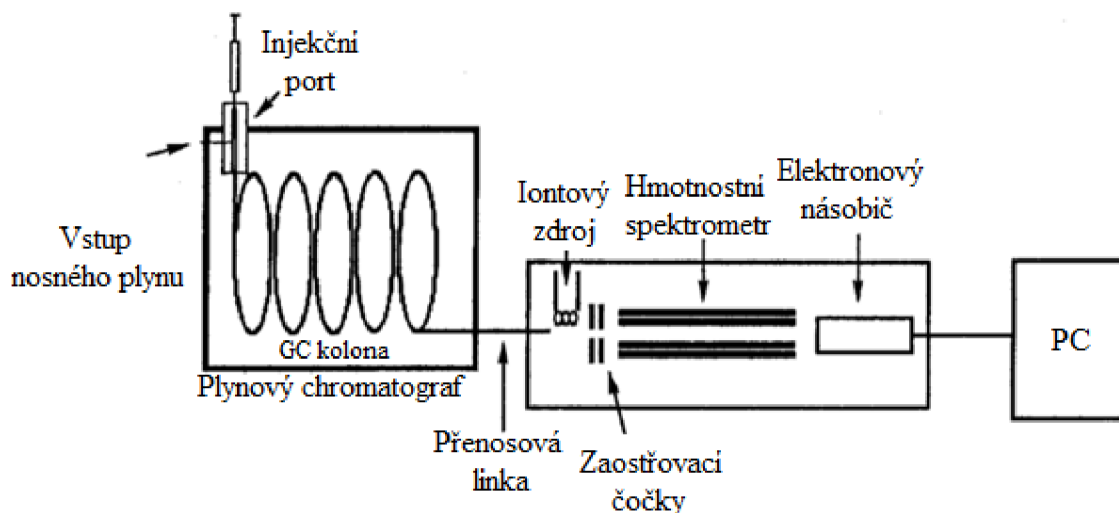 Injekční
port
Vstup
nosného plynu
GC kolona
Plynový chromatograf
Přenosová
linka
Iontový
zdroj
Zaostřovací
čočky
Hmotnostní
spektrometr
Elektronový
násobič
PC